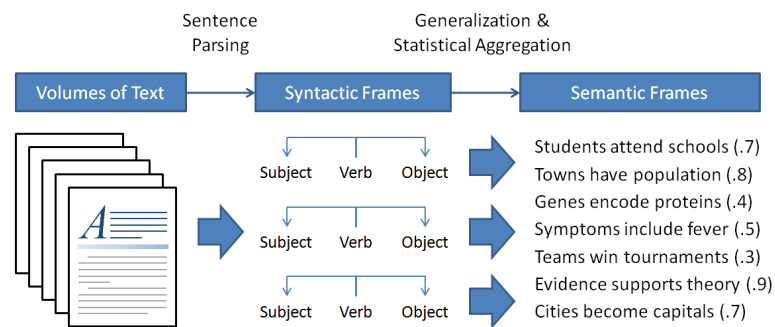 Sentence
Parsing
Generalization &
Statistical Aggregation
Volumes of Text
Syntactic Frames
Semantic Frames
A
Subject Verb Object
Subject Verb Object
Subject Verb Object
Students attend schools (.7)
Towns have population (.8)
Genes encode proteins (.4)
Symptoms include fever (.5)
Teams win tournaments (.3)
Evidence supports theory (.9)
Cities become capitals (.7)